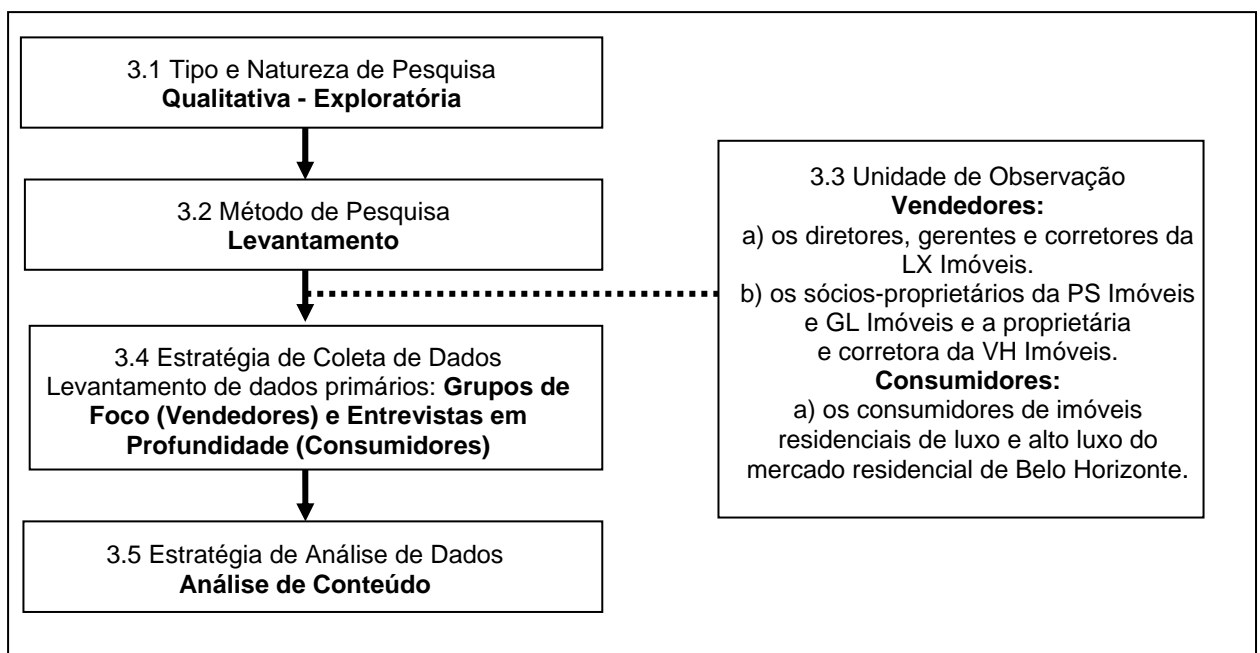 3.1 Tipo e Natureza de Pesquisa
Qualitativa - Exploratória
3.2 Método de Pesquisa
Levantamento
3.3 Unidade de Observação
Vendedores:
a) os diretores, gerentes e corretores da
LX Imóveis.
b) os sócios-proprietários da PS Imóveis
e GL Imóveis e a proprietária
e corretora da VH Imóveis.
Consumidores:
a) os consumidores de imóveis
residenciais de luxo e alto luxo do
mercado residencial de Belo Horizonte.
3.4 Estratégia de Coleta de Dados
Levantamento de dados primários: Grupos de
Foco (Vendedores) e Entrevistas em
Profundidade (Consumidores)
3.5 Estratégia de Análise de Dados
Análise de Conteúdo